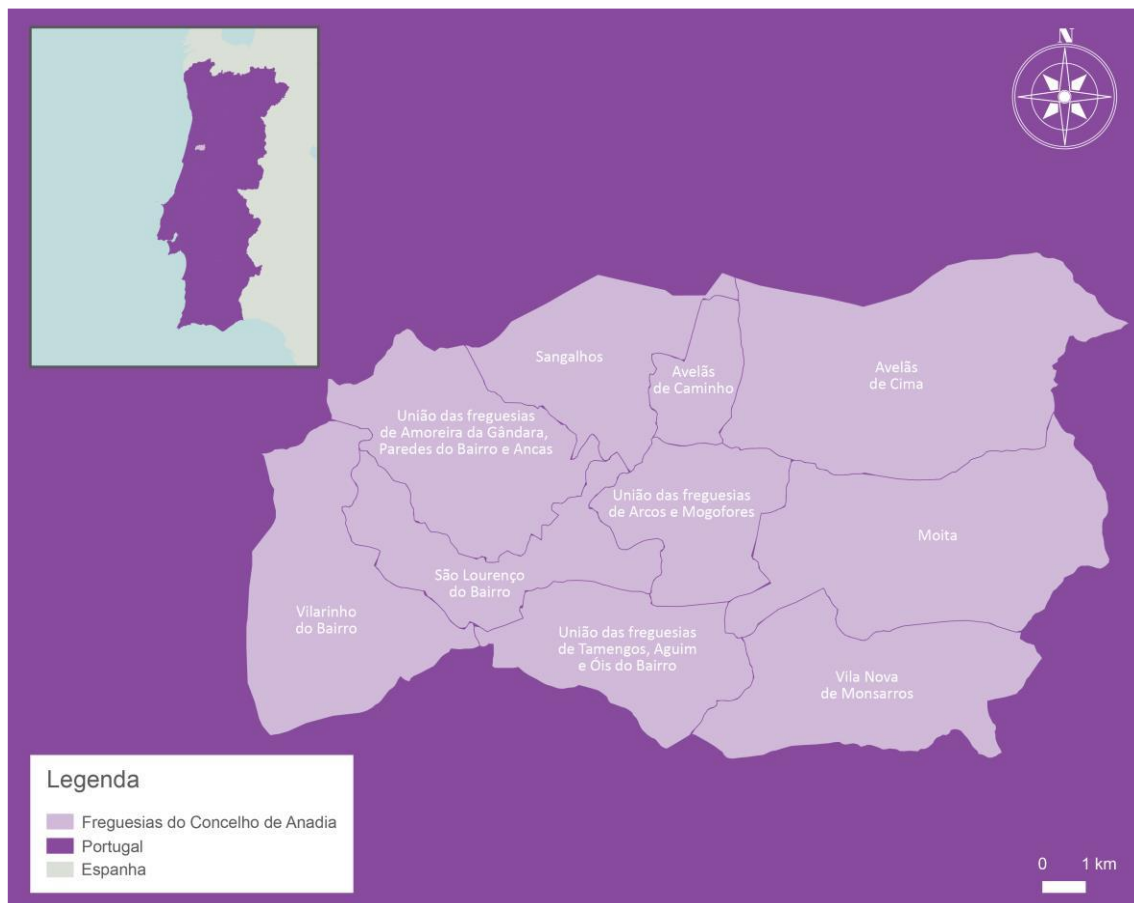 N
Sangalhos
Avelãs
de Caminho
Avelãs
de Cima
União das freguesias
de Amoreira da Gândara,
Paredes do Bairro e Ancas
União das freguesias
de Arcos e Mogofores
Moita
São Lourenço
do Bairro
Vilarinho
do Bairro
União das freguesias
de Tamengos, Aguim
e Óis do Bairro
Vila Nova
de Monsarros
Legenda
Freguesias do Concelho de Anadia
Portugal
Espanha
0 1 km